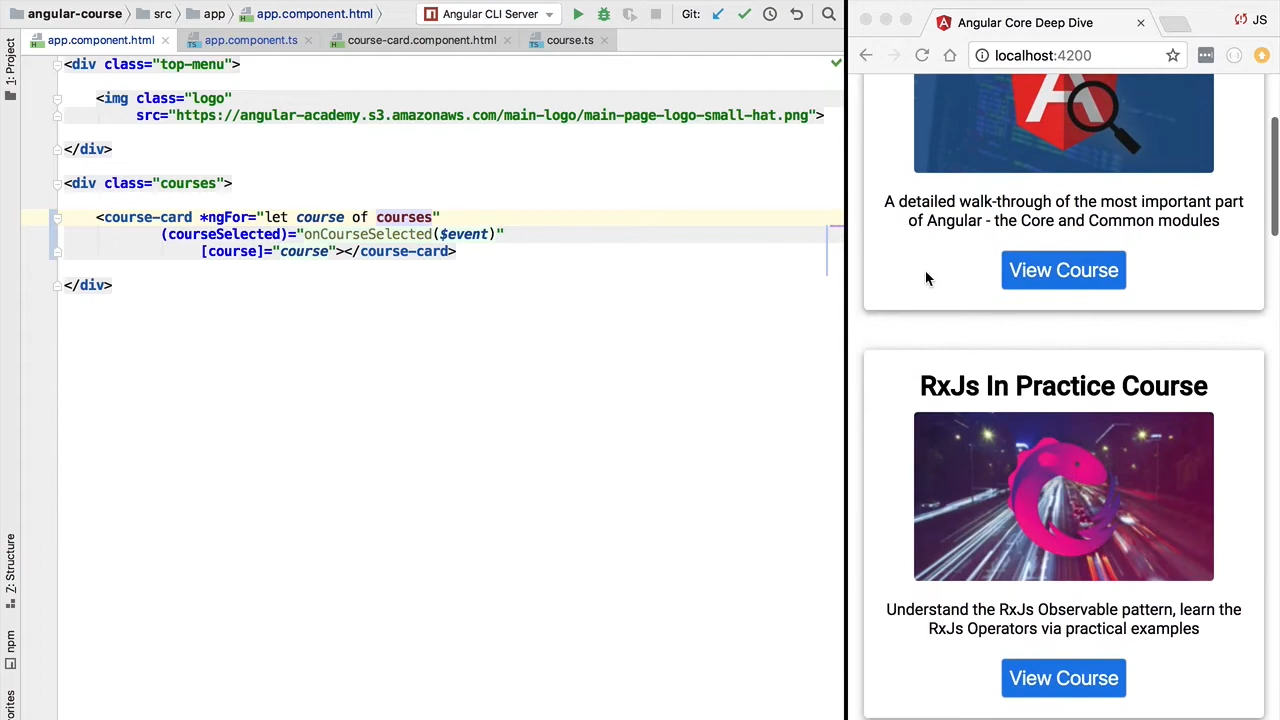 angular-course
src
app
app.component.html
Angular CLI Server
Git:
app.component.html
app.component.ts
course-card.component.html
course.ts
1: Project
Z: Structure
npm
<div class="top-menu">
<img class="logo"
src="https://angular-academy.s3.amazonaws.com/main-logo/main-page-logo-small-hat.png">
</div>
<div class="courses">
<course-card *ngFor="let course of courses"
(courseSelected)="onCourseSelected($event)"
[course]="course"></course-card>
</div>
Angular Core Deep Dive
JS
localhost:4200
A detailed walk-through of the most important part
of Angular - the Core and Common modules
View Course
RxJs In Practice Course
Understand the RxJs Observable pattern, learn the
RxJs Operators via practical examples
View Course